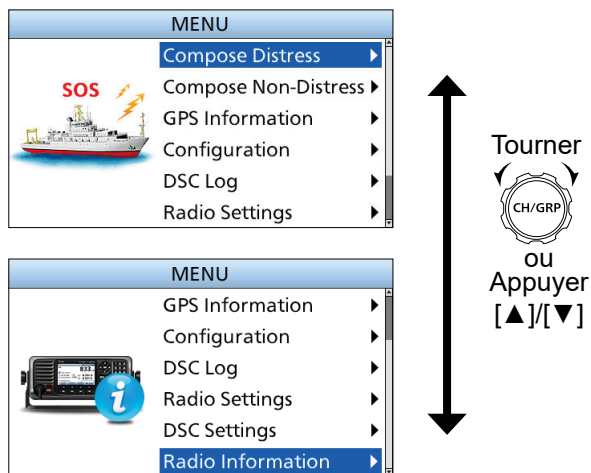 MENU
Compose Distress
SOS
Compose Non-Distress
GPS Information
Configuration
DSC Log
Radio Settings
Tourner
CH/GRP
ou
Appuyer
[▲]/[▼]
MENU
GPS Information
Configuration
DSC Log
Radio Settings
DSC Settings
Radio Information